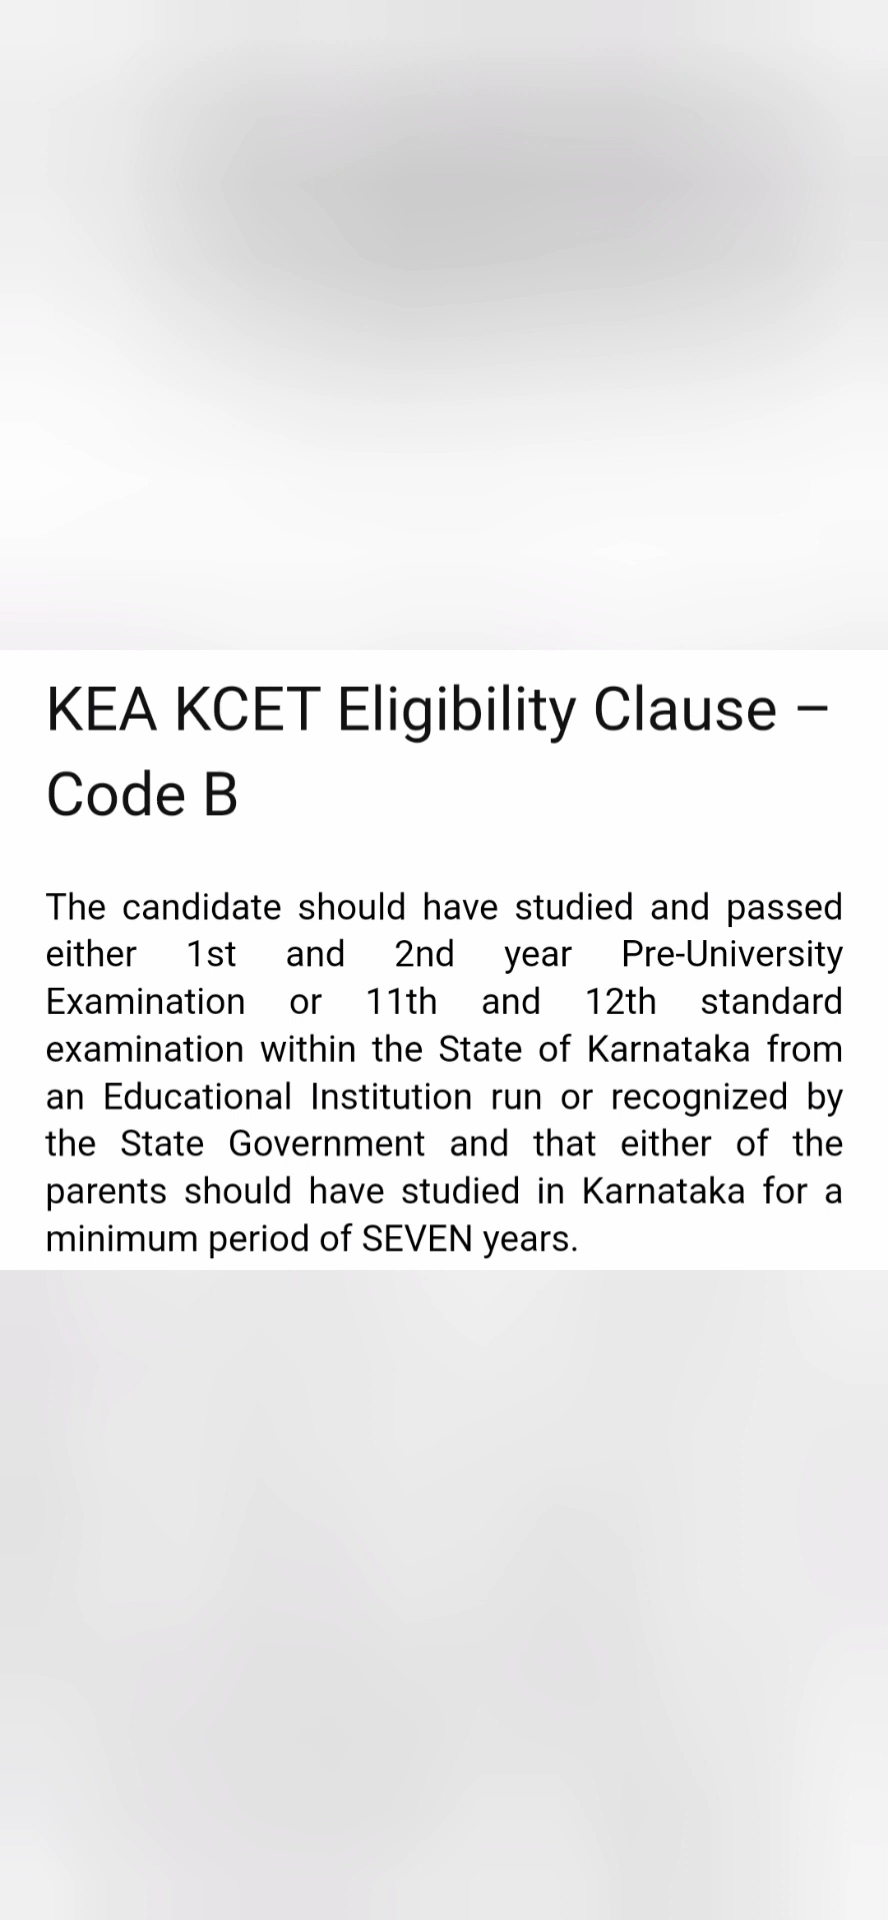 KEA KCET Eligibility Clause –
Code B
The candidate should have studied and passed
either 1st and 2nd year Pre-University
Examination or 11th and 12th standard
examination within the State of Karnataka from
an Educational Institution run or recognized by
the State Government and that either of the
parents should have studied in Karnataka for a
minimum period of SEVEN years.